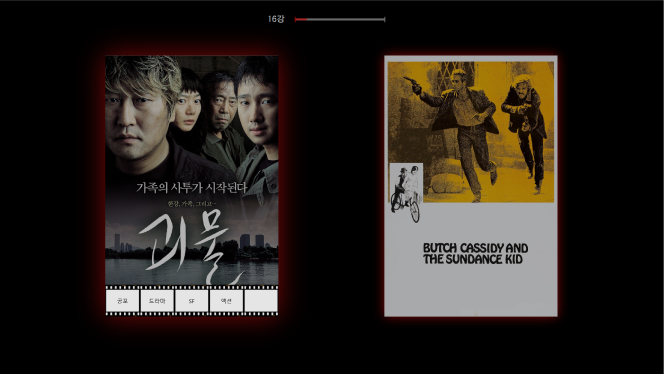 16강
가족의 사투가 시작된다
한강, 가족, 그리고…
괴물
공포
드라마
SF
액션
BUTCH CASSIDY AND
THE SUNDANCE KID